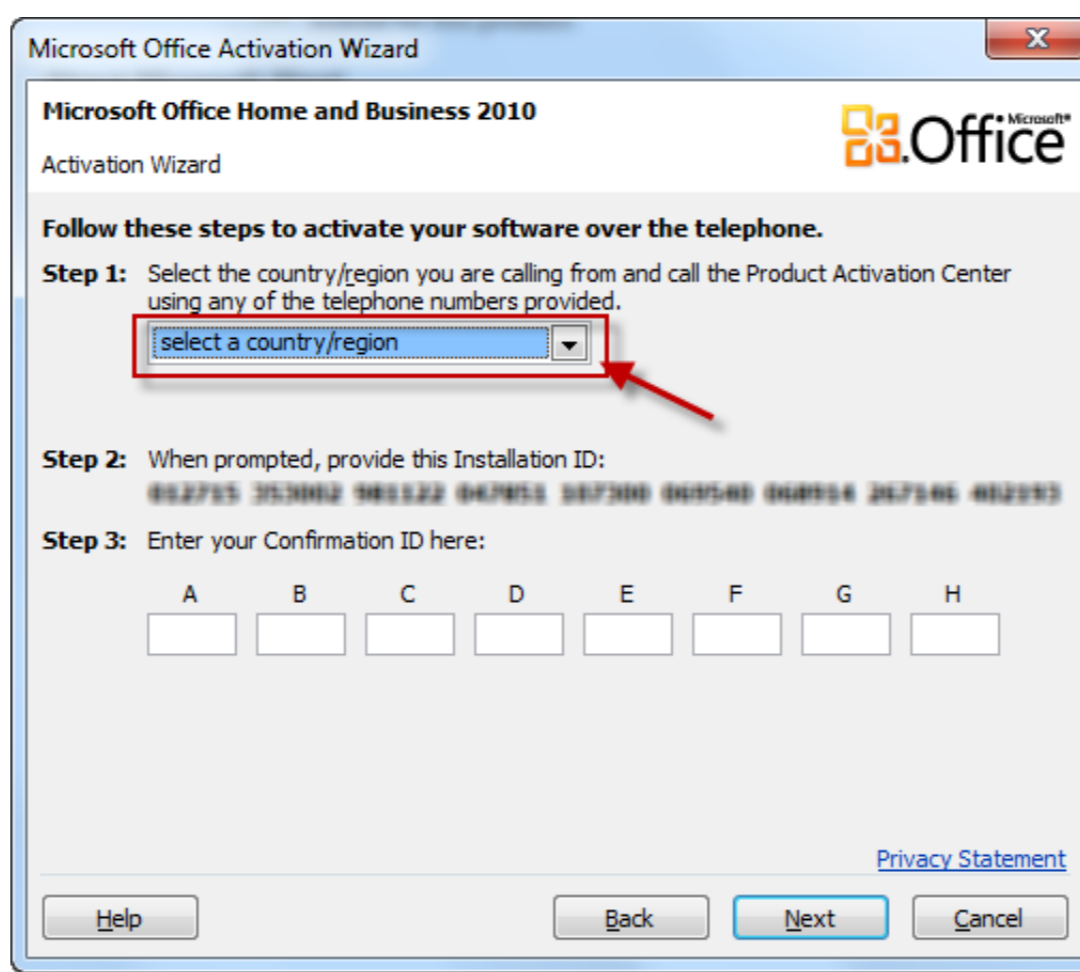 Microsoft Office Activation Wizard
Microsoft Office Home and Business 2010
Microsoft®
Office
Activation Wizard
Follow these steps to activate your software over the telephone.
Step 1: Select the country/region you are calling from and call the Product Activation Center
using any of the telephone numbers provided.
select a country/region
Step 2: When prompted, provide this Installation ID:
Step 3: Enter your Confirmation ID here:
A B C D E F G H
Privacy Statement
Help Back Next Cancel